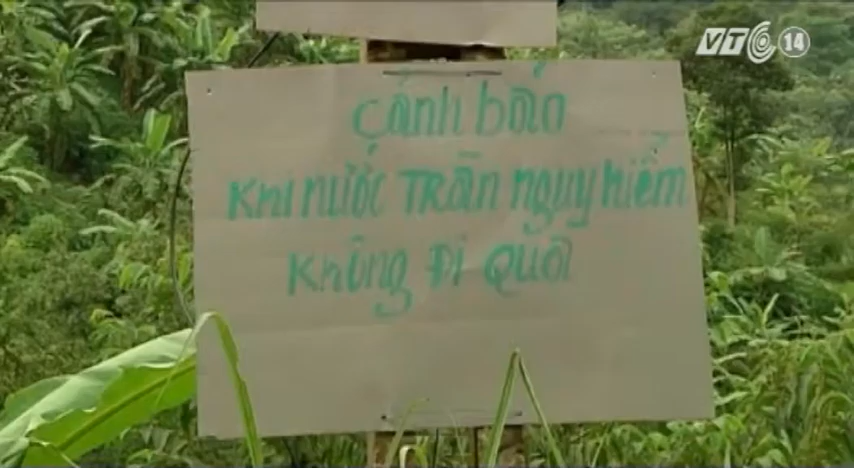 VTC 14
Cảnh báo
Khi nước Tràn nguy hiểm
Không Đi Qua